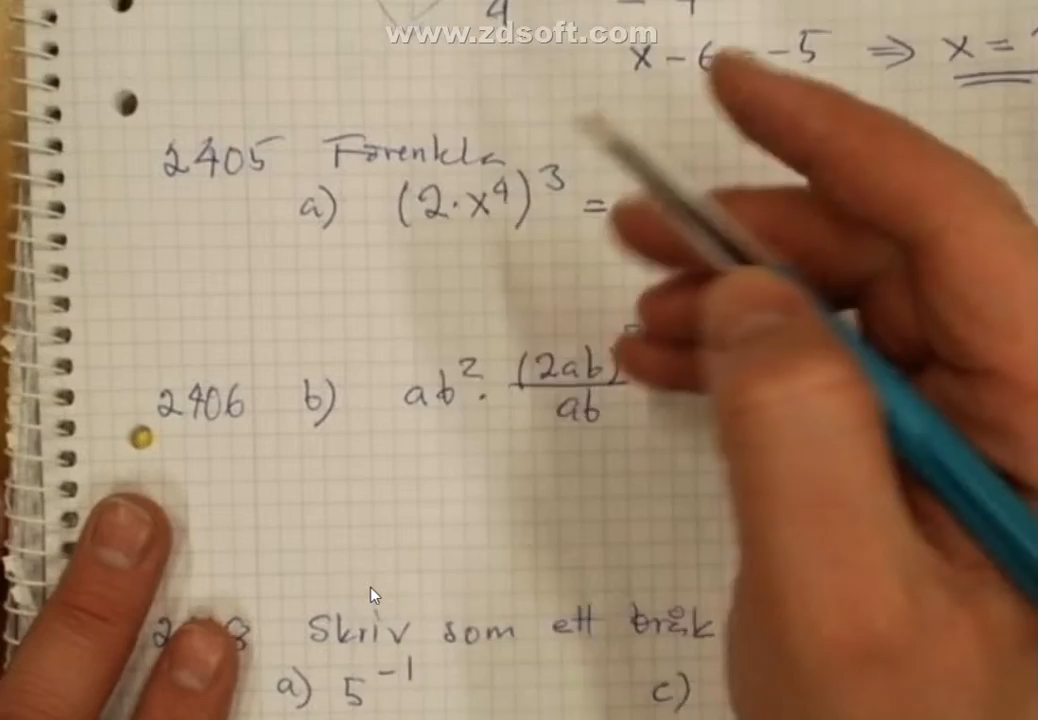 www.zdsoft.com
x - 6 = -5 ⇒ x =
2405 Förenkla
a) (2·x⁴)³ =
2406 b) ab² · (2ab) / ab
Skriv som ett bråk
a) 5⁻¹ c)